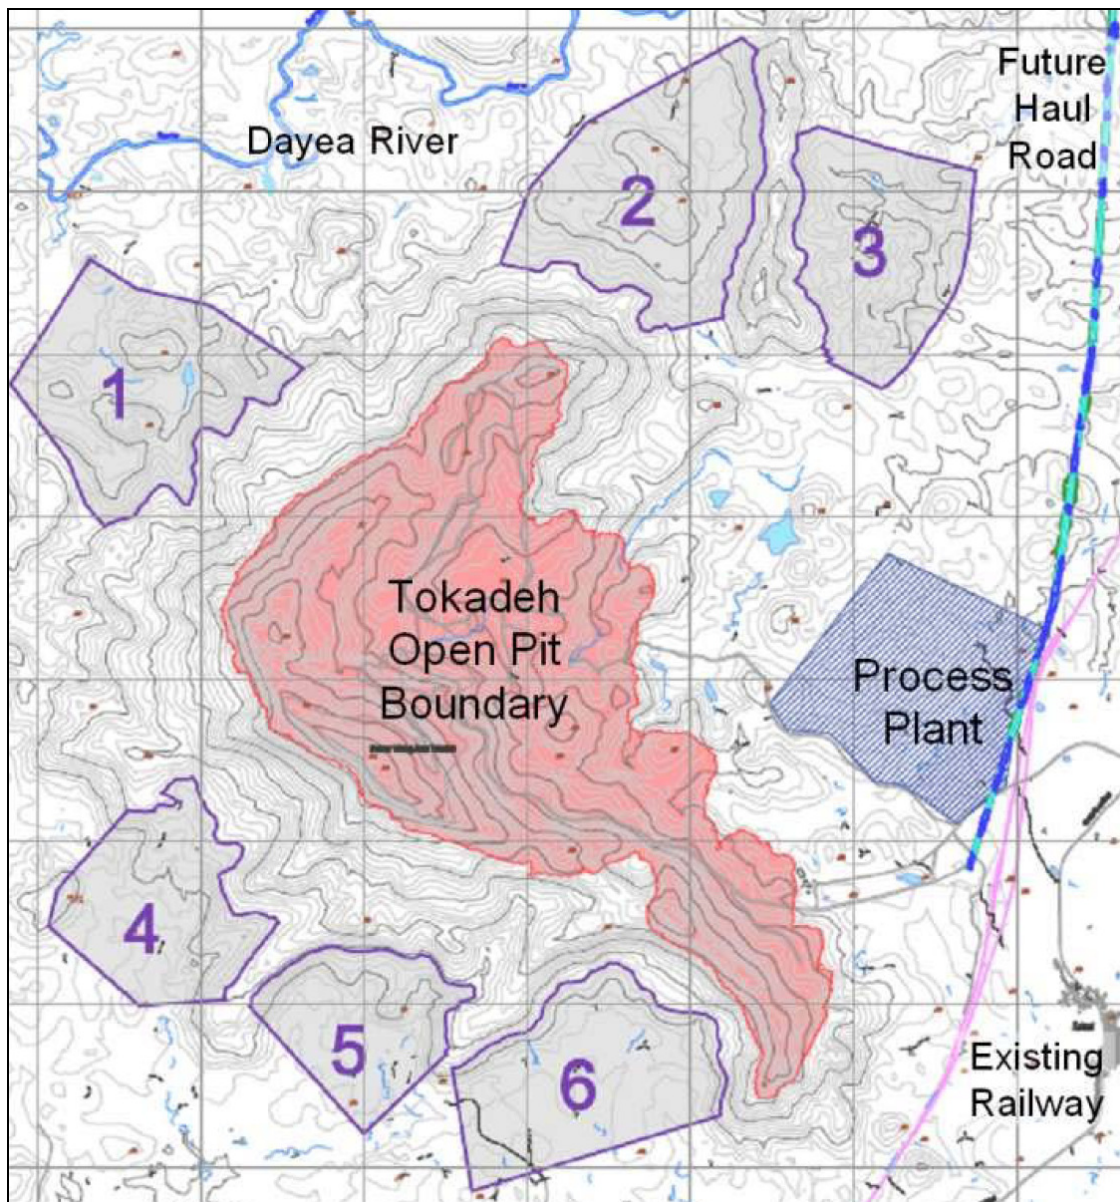 Future
Haul
Road
Dayea River
2
3
1
Tokadeh
Open Pit
Boundary
Process
Plant
4
5
6
Existing
Railway